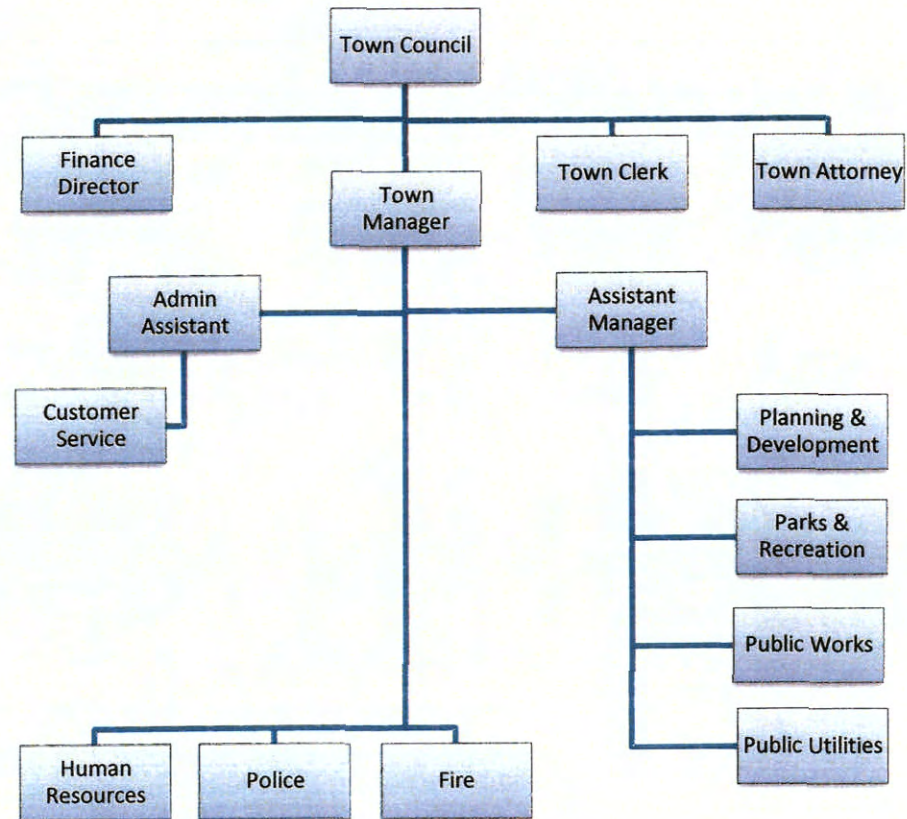 Town Council
Finance
Director
Town
Manager
Town Clerk
Town Attorney
Admin
Assistant
Assistant
Manager
Customer
Service
Planning &
Development
Parks &
Recreation
Public Works
Public Utilities
Human
Resources
Police
Fire